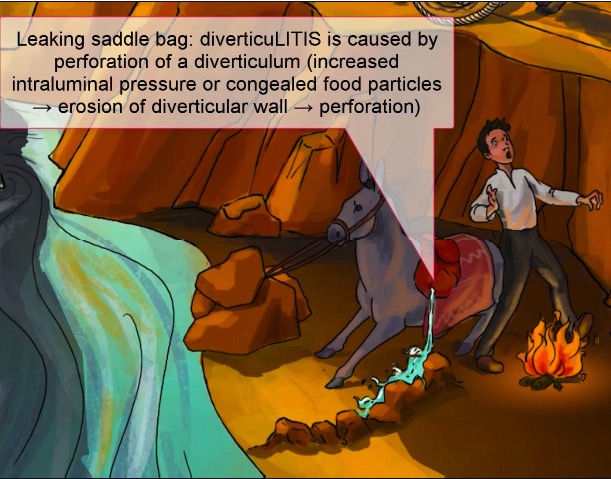 Leaking saddle bag: diverticuLITIS is caused by
perforation of a diverticulum (increased
intraluminal pressure or congealed food particles
→ erosion of diverticular wall → perforation)